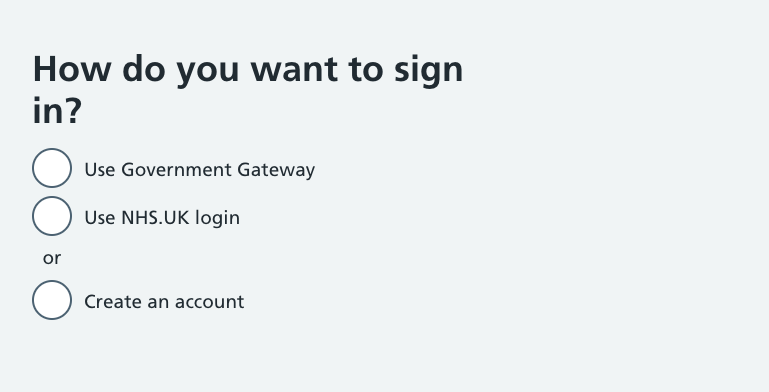 How do you want to sign
in?
Use Government Gateway
Use NHS.UK login
or
Create an account